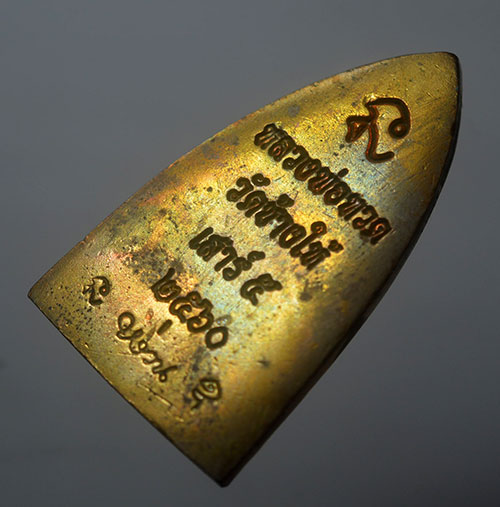 หลวงพ่อทวด
วัดช้างให้
เสาร์ ๕
๒๕๖๐